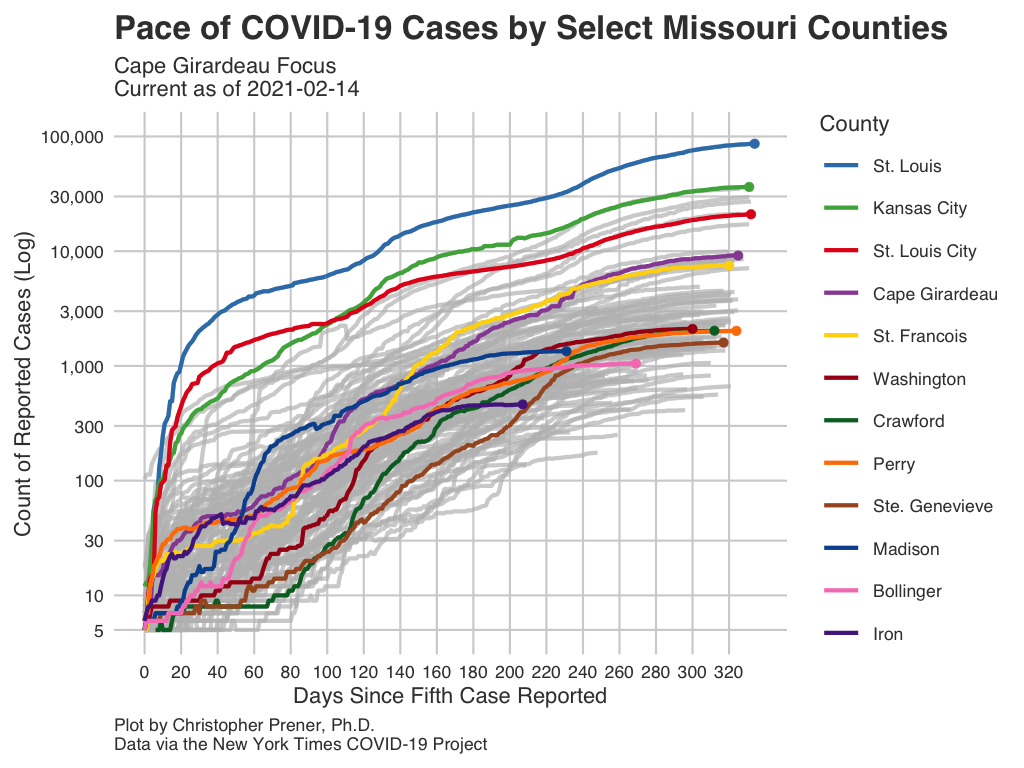 Pace of COVID-19 Cases by Select Missouri Counties
Cape Girardeau Focus
Current as of 2021-02-14
Count of Reported Cases (Log)
100,000
30,000
10,000
3,000
1,000
300
100
30
10
5
0 20 40 60 80 100 120 140 160 180 200 220 240 260 280 300 320
Days Since Fifth Case Reported
County
St. Louis
Kansas City
St. Louis City
Cape Girardeau
St. Francois
Washington
Crawford
Perry
Ste. Genevieve
Madison
Bollinger
Iron
Plot by Christopher Prener, Ph.D.
Data via the New York Times COVID-19 Project